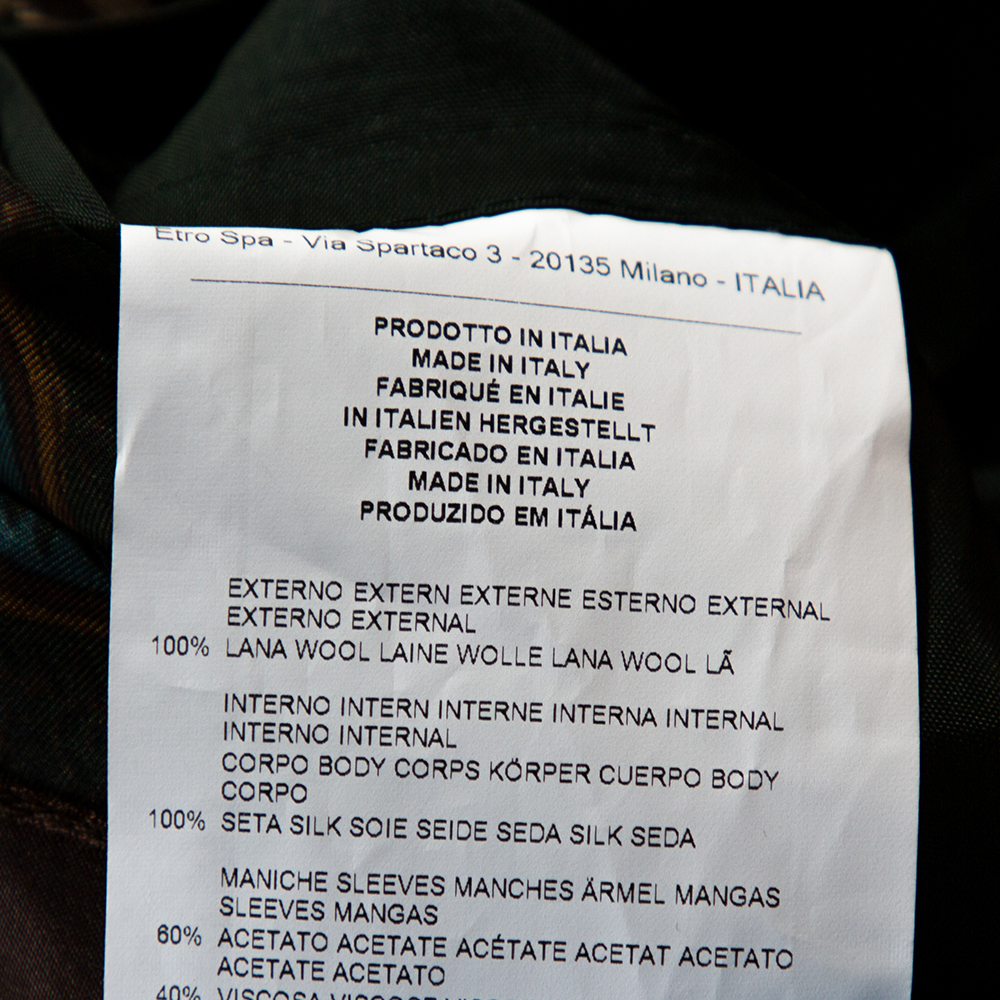 Etro Spa - Via Spartaco 3 - 20135 Milano - ITALIA
PRODOTTO IN ITALIA
MADE IN ITALY
FABRIQUÉ EN ITALIE
IN ITALIEN HERGESTELLT
FABRICADO EN ITALIA
MADE IN ITALY
PRODUZIDO EM ITÁLIA
EXTERNO EXTERN EXTERNE ESTERNO EXTERNAL
EXTERNO EXTERNAL
100% LANA WOOL LAINE WOLLE LANA WOOL LÃ
INTERNO INTERN INTERNE INTERNA INTERNAL
INTERNO INTERNAL
CORPO BODY CORPS KÖRPER CUERPO BODY
CORPO
100% SETA SILK SOIE SEIDE SEDA SILK SEDA
MANICHE SLEEVES MANCHES ÄRMEL MANGAS
SLEEVES MANGAS
60% ACETATO ACETATE ACÉTATE ACETAT ACETATO
ACETATE ACETATO
40% VISCOSA VISCOSE